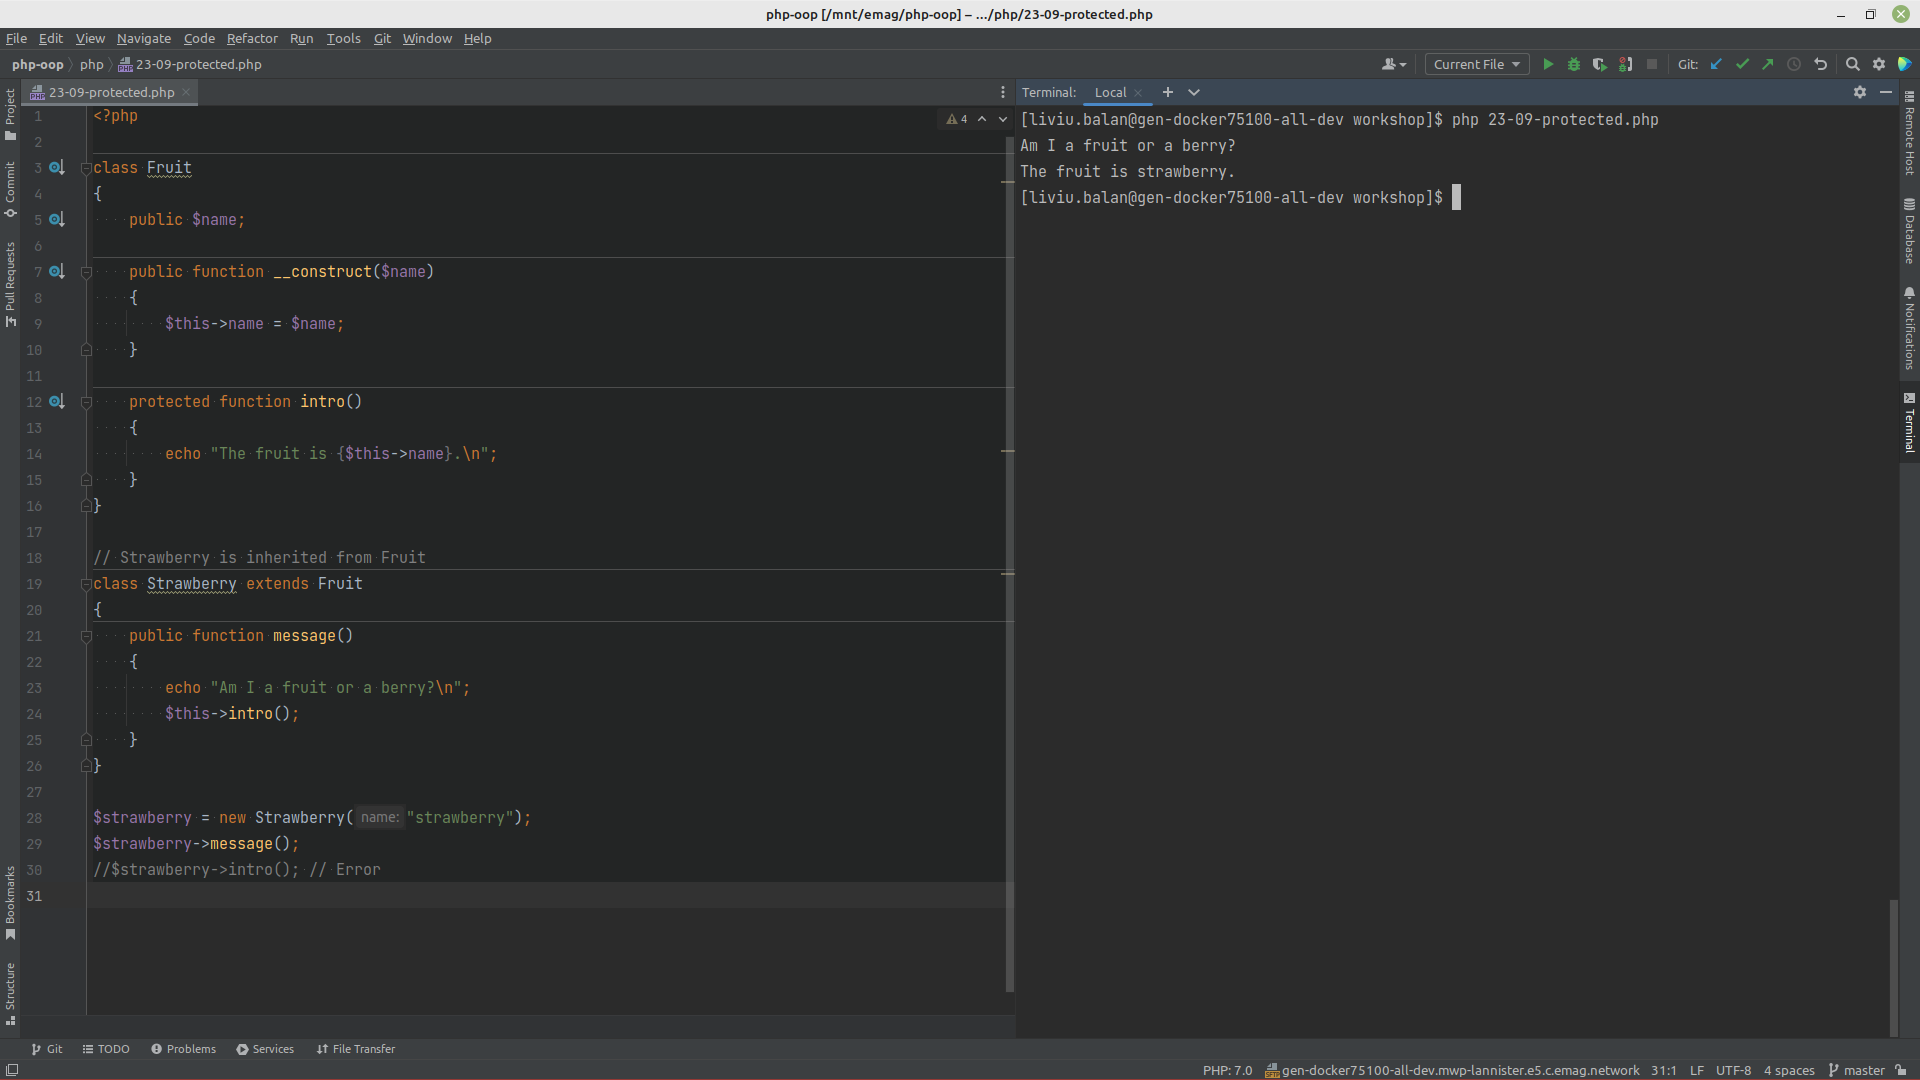 php-oop [/mnt/emag/php-oop] – .../php/23-09-protected.php
File Edit View Navigate Code Refactor Run Tools Git Window Help
php-oop php 23-09-protected.php Current File Git:
Project
Commit
Pull Requests
Bookmarks
Structure
23-09-protected.php
4
1 <?php
2
3 class Fruit
4 {
5     public $name;
6
7     public function __construct($name)
8     {
9         $this->name = $name;
10     }
11
12     protected function intro()
13     {
14         echo "The fruit is {$this->name}.\n";
15     }
16 }
17
18 // Strawberry is inherited from Fruit
19 class Strawberry extends Fruit
20 {
21     public function message()
22     {
23         echo "Am I a fruit or a berry?\n";
24         $this->intro();
25     }
26 }
27
28 $strawberry = new Strawberry( name: "strawberry");
29 $strawberry->message();
30 //$strawberry->intro(); // Error
31
Terminal: Local
[liviu.balan@gen-docker75100-all-dev workshop]$ php 23-09-protected.php
Am I a fruit or a berry?
The fruit is strawberry.
[liviu.balan@gen-docker75100-all-dev workshop]$
Remote Host
Database
Notifications
Terminal
Git TODO Problems Services File Transfer
PHP: 7.0 gen-docker75100-all-dev.mwp-lannister.e5.c.emag.network 31:1 LF UTF-8 4 spaces master